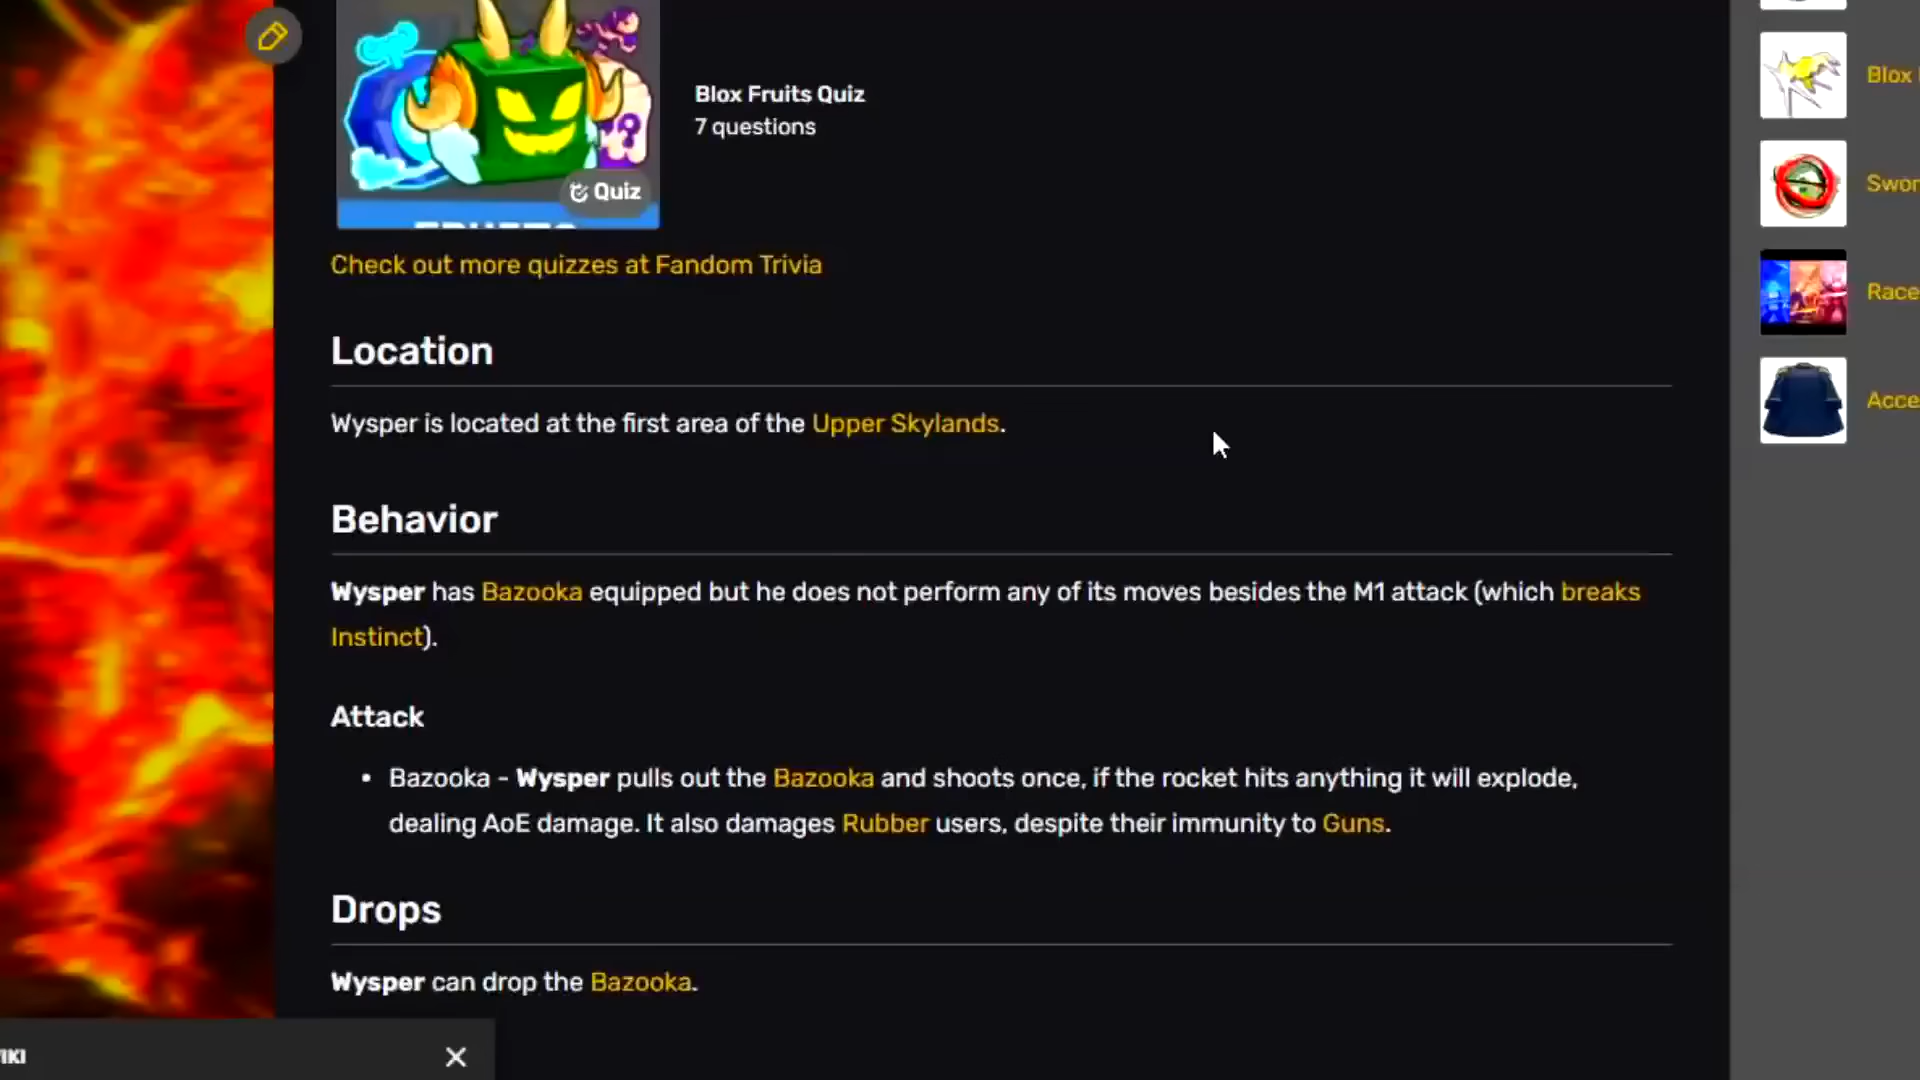 Blox Fruits Quiz
7 questions
Quiz
Check out more quizzes at Fandom Trivia
Location
Wysper is located at the first area of the Upper Skylands.
Behavior
Wysper has Bazooka equipped but he does not perform any of its moves besides the M1 attack (which breaks
Instinct).
Attack
• Bazooka - Wysper pulls out the Bazooka and shoots once, if the rocket hits anything it will explode,
dealing AoE damage. It also damages Rubber users, despite their immunity to Guns.
Drops
Wysper can drop the Bazooka.
Blox
Swor
Race
Acce
IKI